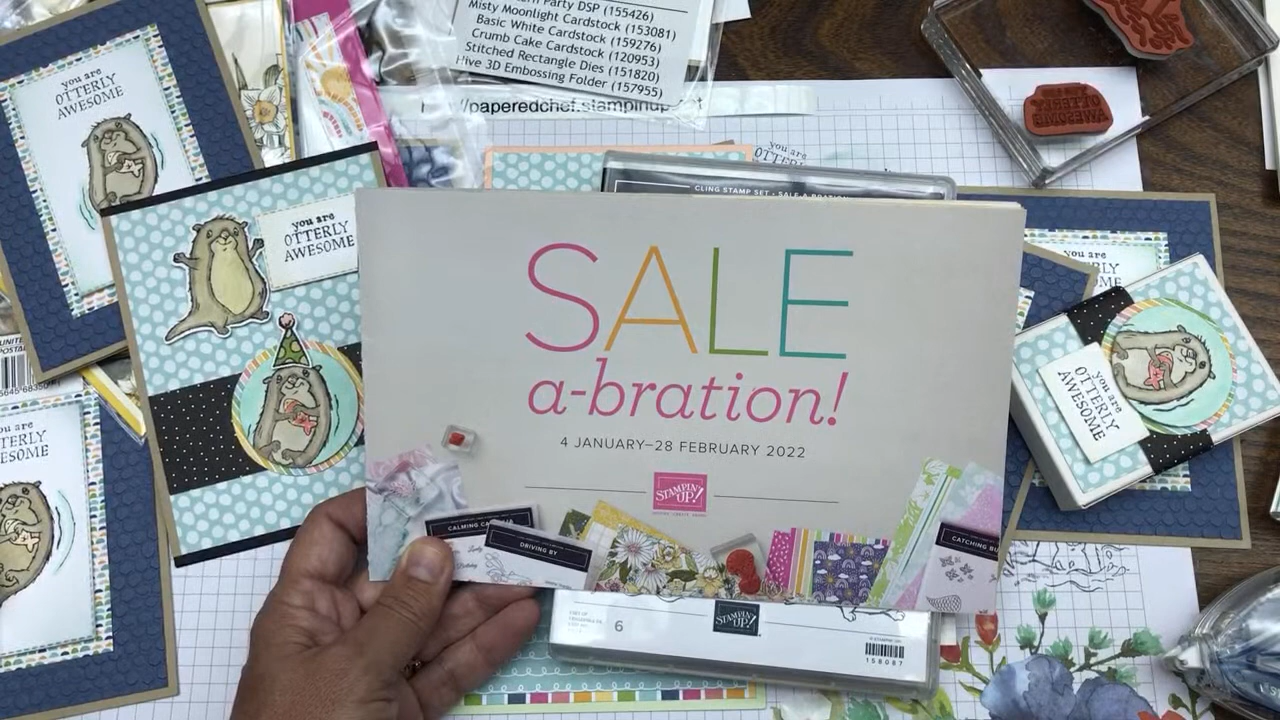 Party DSP (155426)
Misty Moonlight Cardstock (153081)
Basic White Cardstock (159276)
Crumb Cake Cardstock (120953)
Stitched Rectangle Dies (151820)
Hive 3D Embossing Folder (157955)
paperedchef.stampinup.
you are
OTTERLY
AWESOME
you are
OTTERLY
AWESOME
you are
OTTERLY
CLING STAMP SET • SALE-A-BRATION
SALE
a-bration!
4 JANUARY–28 FEBRUARY 2022
STAMPIN' UP!
DRIVING BY
6
STAMPIN' UP!
158087
you are
OTTERLY
AWESOME
OTTERLY
AWESOME